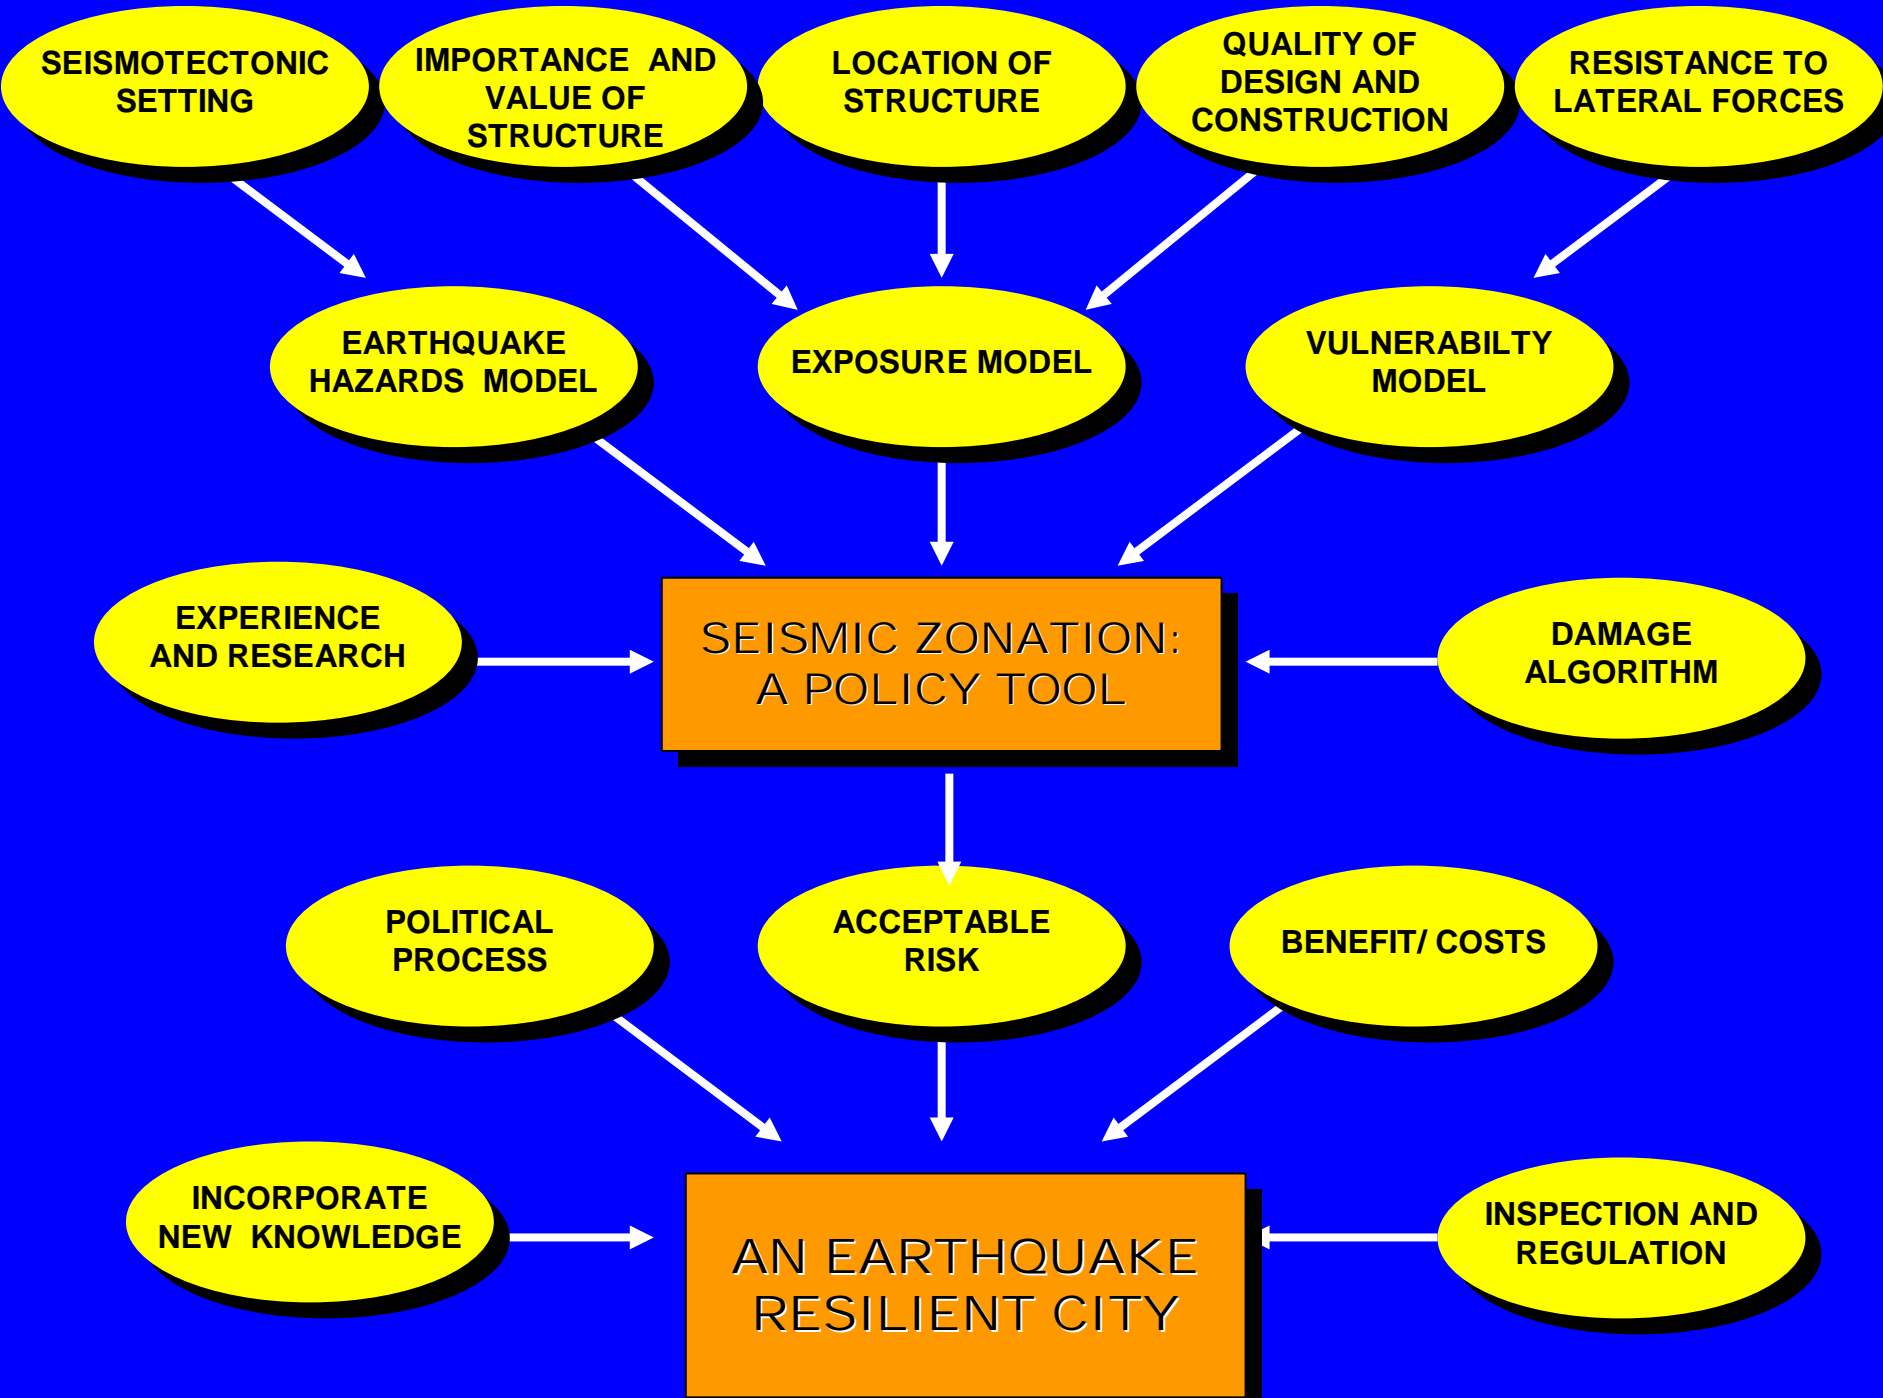 SEISMOTECTONIC
SETTING
IMPORTANCE AND
VALUE OF
STRUCTURE
LOCATION OF
STRUCTURE
QUALITY OF
DESIGN AND
CONSTRUCTION
RESISTANCE TO
LATERAL FORCES
EARTHQUAKE
HAZARDS MODEL
EXPOSURE MODEL
VULNERABILTY
MODEL
EXPERIENCE
AND RESEARCH
SEISMIC ZONATION:
A POLICY TOOL
DAMAGE
ALGORITHM
POLITICAL
PROCESS
ACCEPTABLE
RISK
BENEFIT/ COSTS
INCORPORATE
NEW KNOWLEDGE
AN EARTHQUAKE
RESILIENT CITY
INSPECTION AND
REGULATION